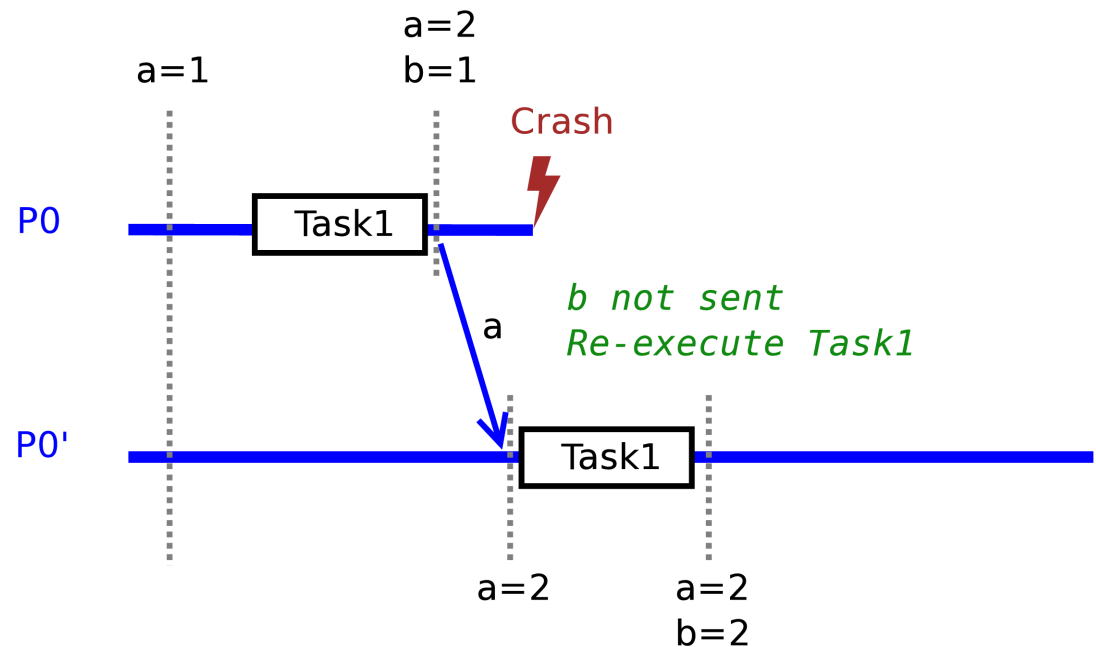 a=2
a=1
b=1
Crash
P0
Task1
b not sent
a
Re-execute Task1
P0'
Task1
a=2
a=2
b=2